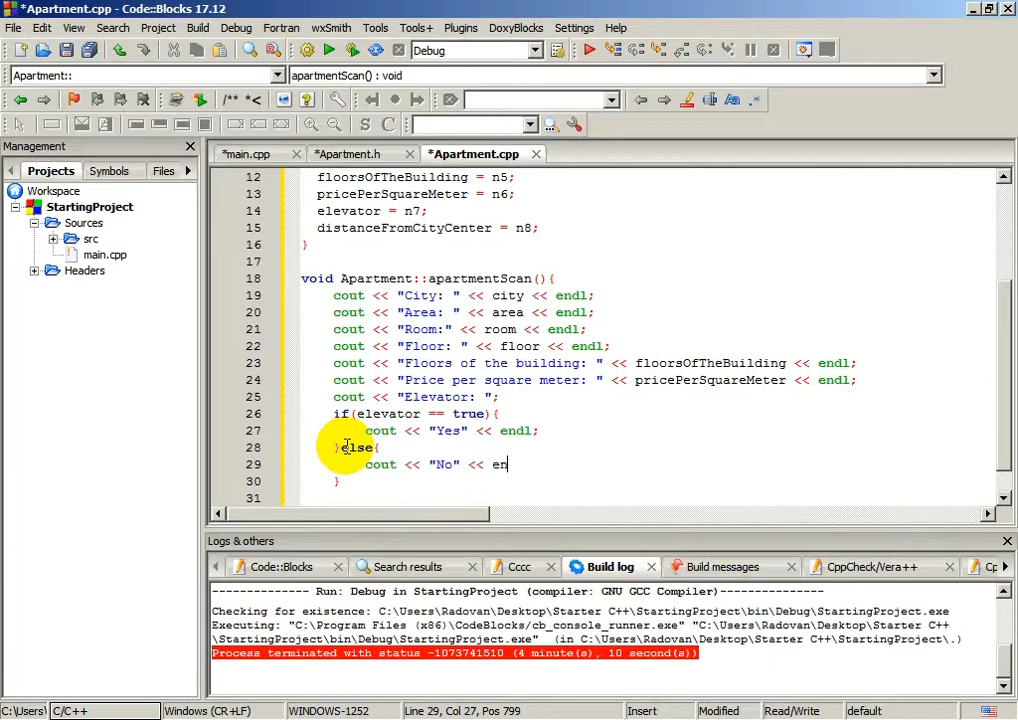 *Apartment.cpp - Code::Blocks 17.12
File Edit View Search Project Build Debug Fortran wxSmith Tools Tools+ Plugins DoxyBlocks Settings Help
Debug
Apartment:: apartmentScan() : void
/** *<
S C
Management
Projects Symbols Files
*main.cpp *Apartment.h *Apartment.cpp
Workspace
StartingProject
Sources
src
main.cpp
Headers
12 floorsOfTheBuilding = n5;
13 pricePerSquareMeter = n6;
14 elevator = n7;
15 distanceFromCityCenter = n8;
16 }
17
18 void Apartment::apartmentScan(){
19 cout << "City: " << city << endl;
20 cout << "Area: " << area << endl;
21 cout << "Room:" << room << endl;
22 cout << "Floor: " << floor << endl;
23 cout << "Floors of the building: " << floorsOfTheBuilding << endl;
24 cout << "Price per square meter: " << pricePerSquareMeter << endl;
25 cout << "Elevator: ";
26 if(elevator == true){
27 cout << "Yes" << endl;
28 }else{
29 cout << "No" << en
30 }
31
Logs & others
Code::Blocks Search results Cccc Build log Build messages CppCheck/Vera++ Cp
-------------- Run: Debug in StartingProject (compiler: GNU GCC Compiler)---------------
Checking for existence: C:\Users\Radovan\Desktop\Starter C++\StartingProject\bin\Debug\StartingProject.exe
Executing: "C:\Program Files (x86)\CodeBlocks/cb_console_runner.exe" "C:\Users\Radovan\Desktop\Starter C++
\StartingProject\bin\Debug\StartingProject.exe"  (in C:\Users\Radovan\Desktop\Starter C++\StartingProject\.)
Process terminated with status -1073741510 (4 minute(s), 10 second(s))
C:\Users\ C/C++ Windows (CR+LF) WINDOWS-1252 Line 29, Col 27, Pos 799 Insert Modified Read/Write default